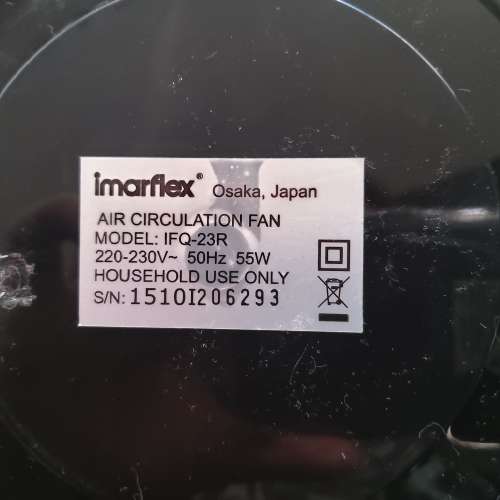 imarflex® Osaka, Japan
AIR CIRCULATION FAN
MODEL: IFQ-23R
220-230V~ 50Hz 55W
HOUSEHOLD USE ONLY
S/N: 1510I206293